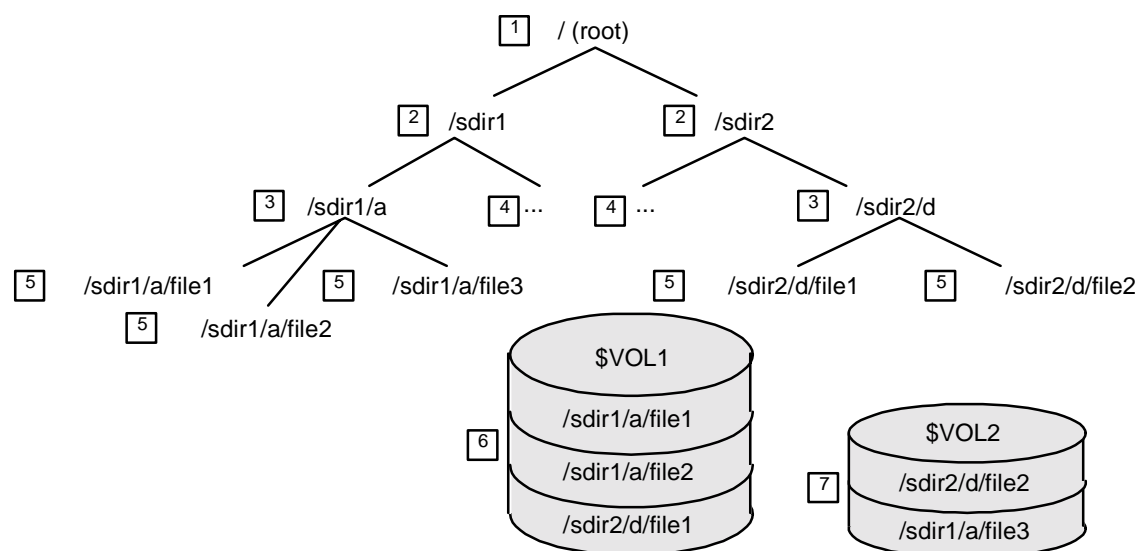 1 / (root)
2 /sdir1 2 /sdir2
3 /sdir1/a 4 ... 4 ... 3 /sdir2/d
5 /sdir1/a/file1 5 /sdir1/a/file3 5 /sdir2/d/file1 5 /sdir2/d/file2
5 /sdir1/a/file2
$VOL1
/sdir1/a/file1
6 /sdir1/a/file2
/sdir2/d/file1
$VOL2
7 /sdir2/d/file2
/sdir1/a/file3